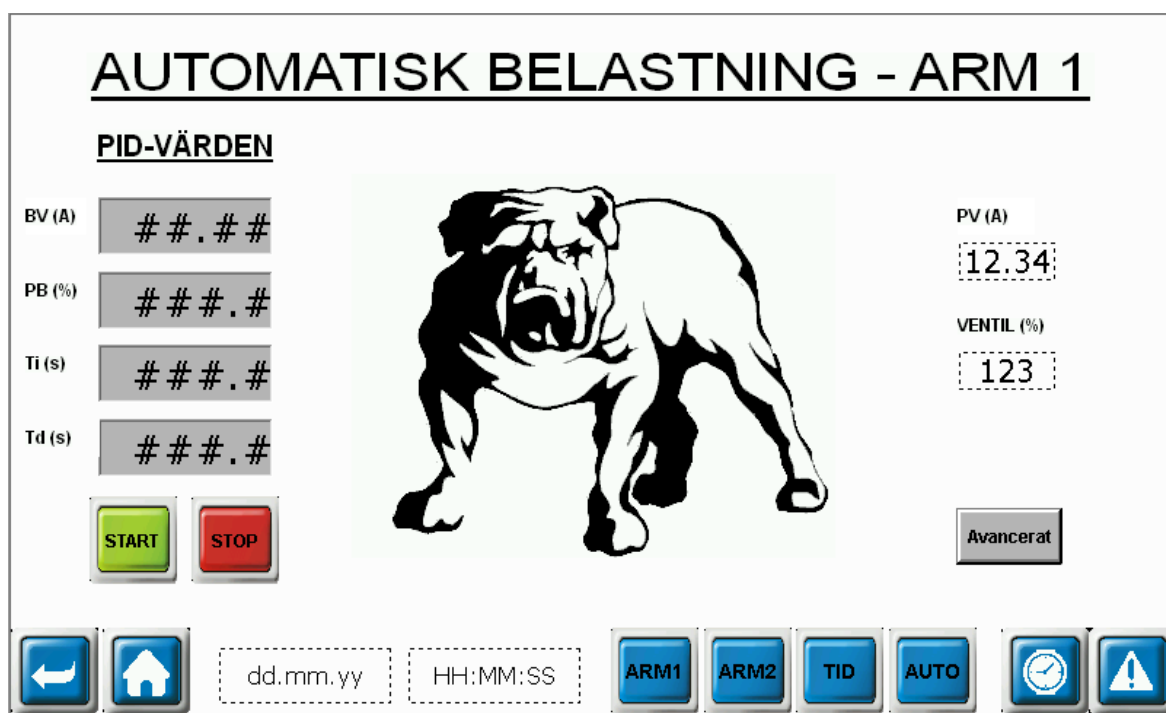 AUTOMATISK BELASTNING - ARM 1
PID-VÄRDEN
BV (A)
##.##
PB (%)
###.#
Ti (s)
###.#
Td (s)
###.#
START
STOP
PV (A)
12.34
VENTIL (%)
123
Avancerat
dd.mm.yy
HH:MM:SS
ARM1
ARM2
TID
AUTO